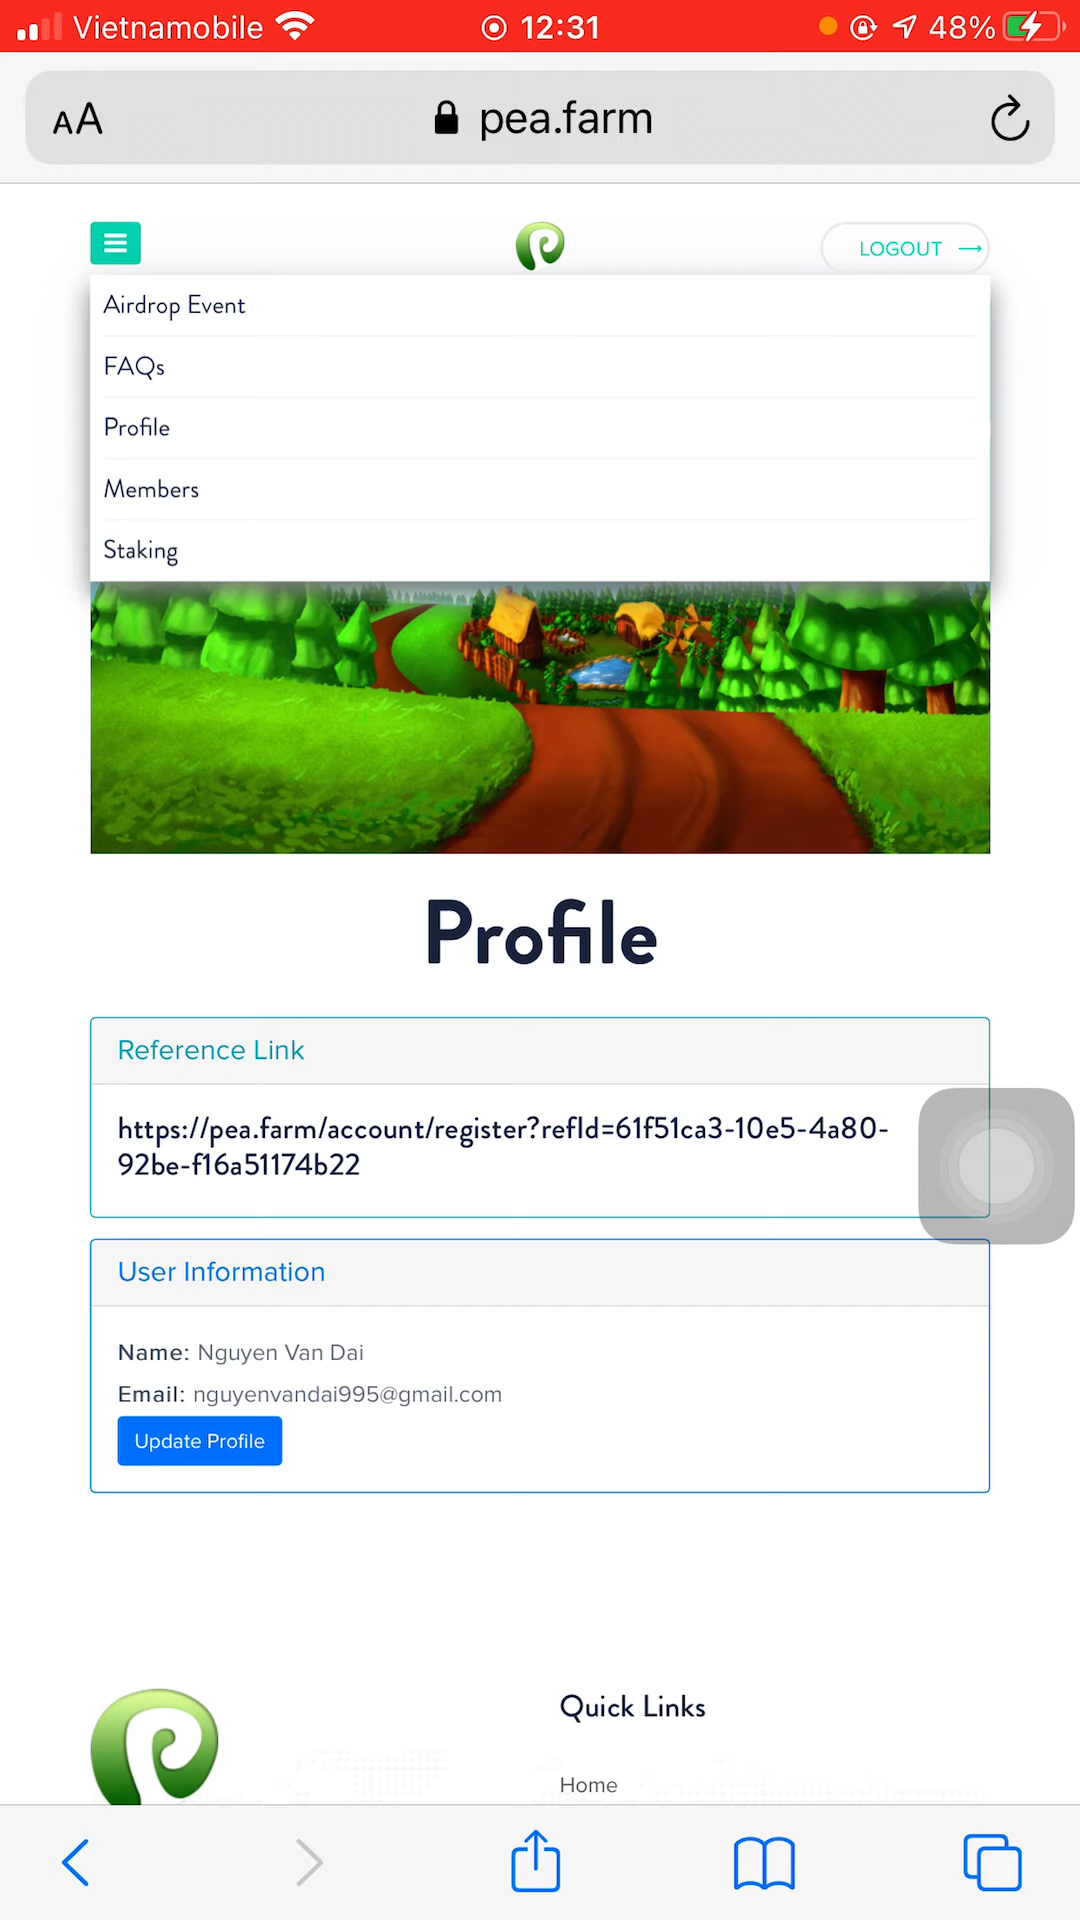 Vietnamobile 12:31 48%
AA pea.farm
LOGOUT
Airdrop Event
FAQs
Profile
Members
Staking
Profile
Reference Link
https://pea.farm/account/register?refId=61f51ca3-10e5-4a80-
92be-f16a51174b22
User Information
Name: Nguyen Van Dai
Email: nguyenvandai995@gmail.com
Update Profile
Quick Links
Home